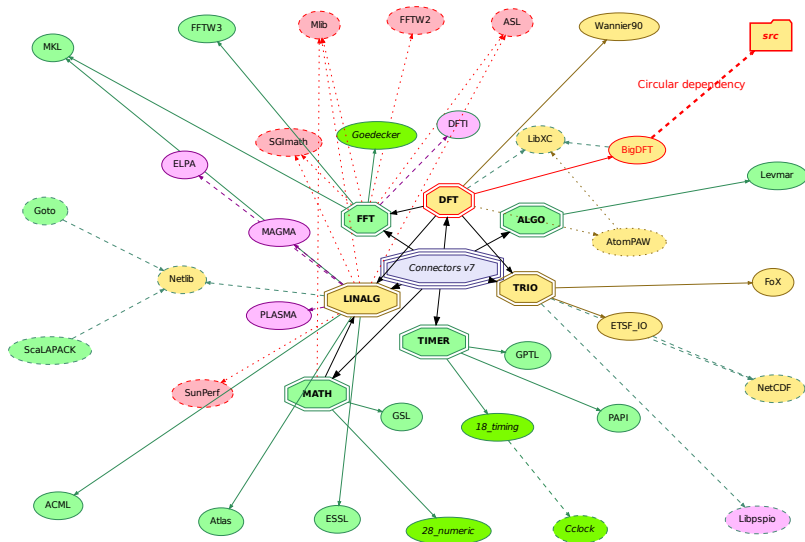 Mlib
FFTW2
ASL
FFTW3
Wannier90
src
MKL
Circular dependency
Goedecker
DFTI
SGImath
LibXC
BigDFT
ELPA
Levmar
DFT
Goto
FFT
ALGO
MAGMA
AtomPAW
Connectors v7
Netlib
FoX
TRIO
LINALG
PLASMA
ETSF_IO
TIMER
ScaLAPACK
GPTL
NetCDF
SunPerf
MATH
GSL
PAPI
18_timing
ACML
Atlas
ESSL
Libpspio
28_numeric
Cclock